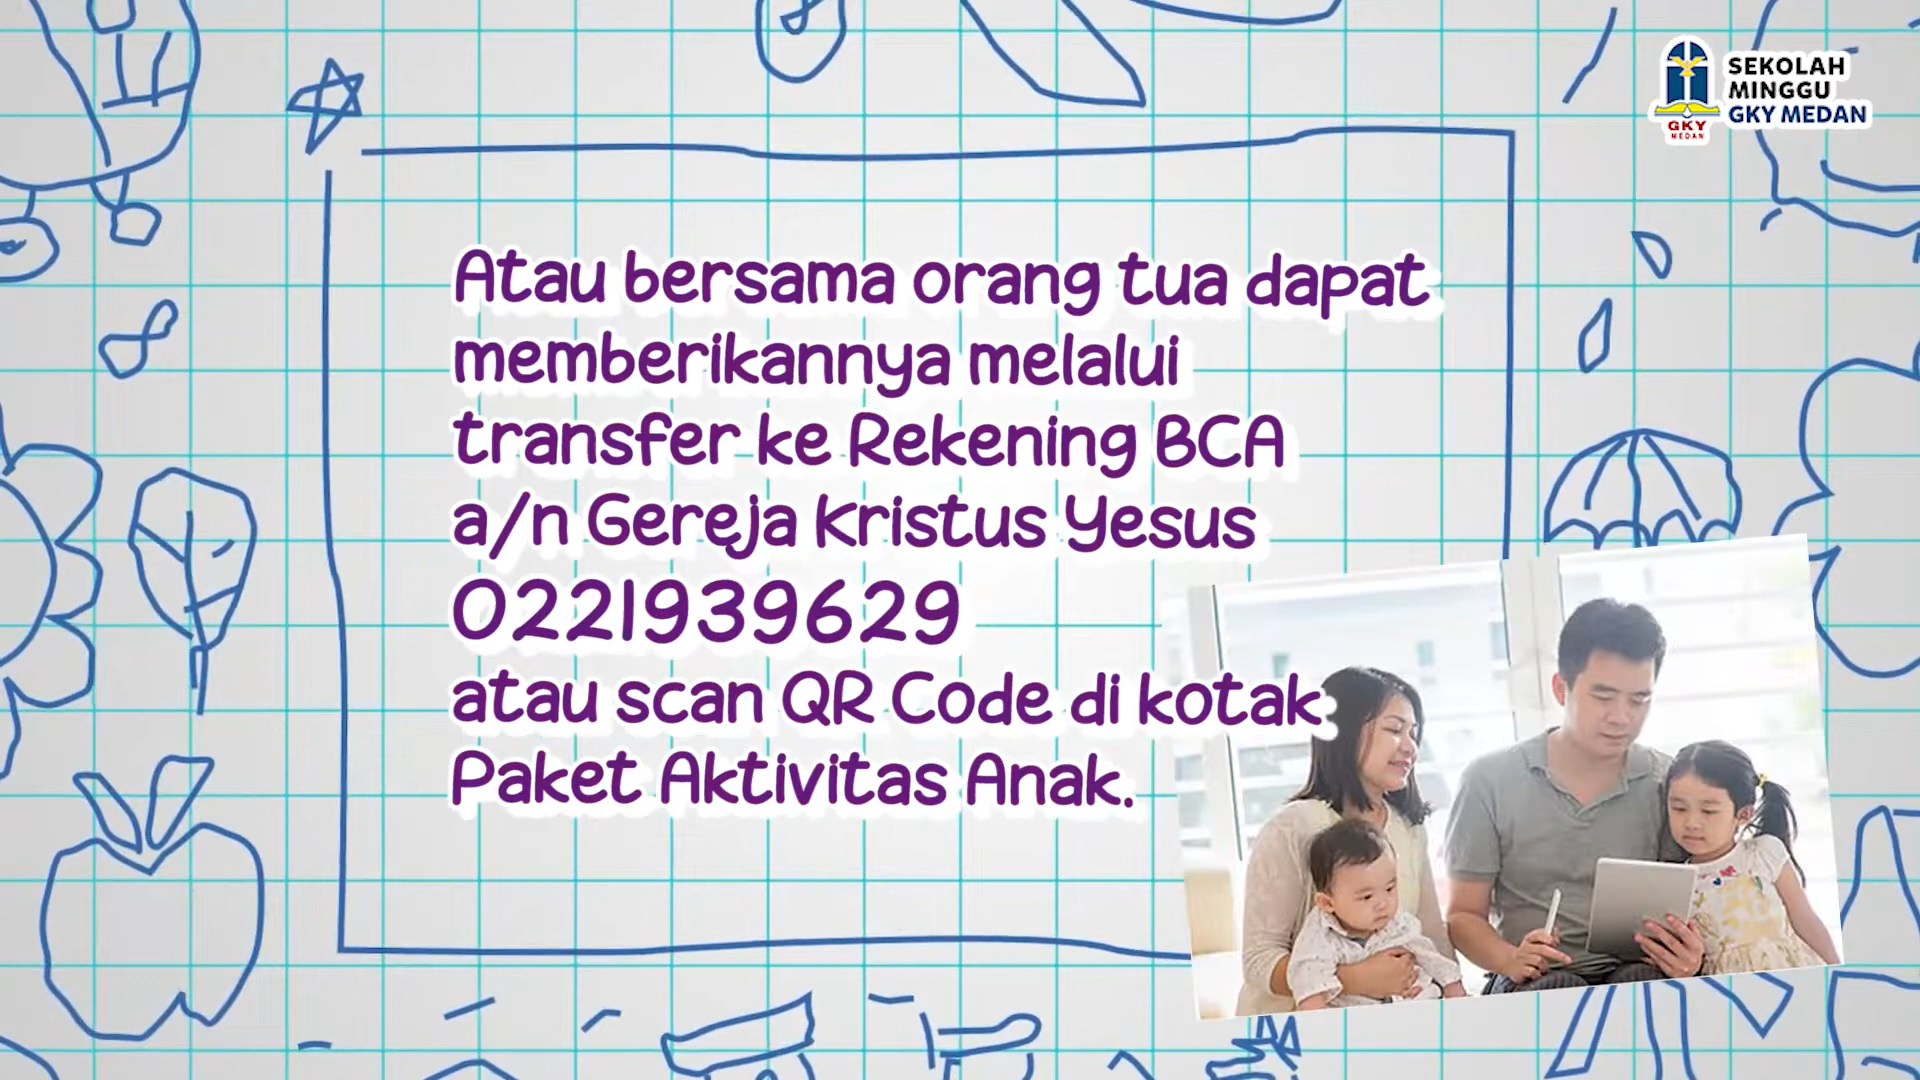 SEKOLAH
MINGGU
GKY MEDAN
GKY
MEDAN
Atau bersama orang tua dapat
memberikannya melalui
transfer ke Rekening BCA
a/n Gereja Kristus Yesus
0221939629
atau scan QR Code di kotak
Paket Aktivitas Anak.